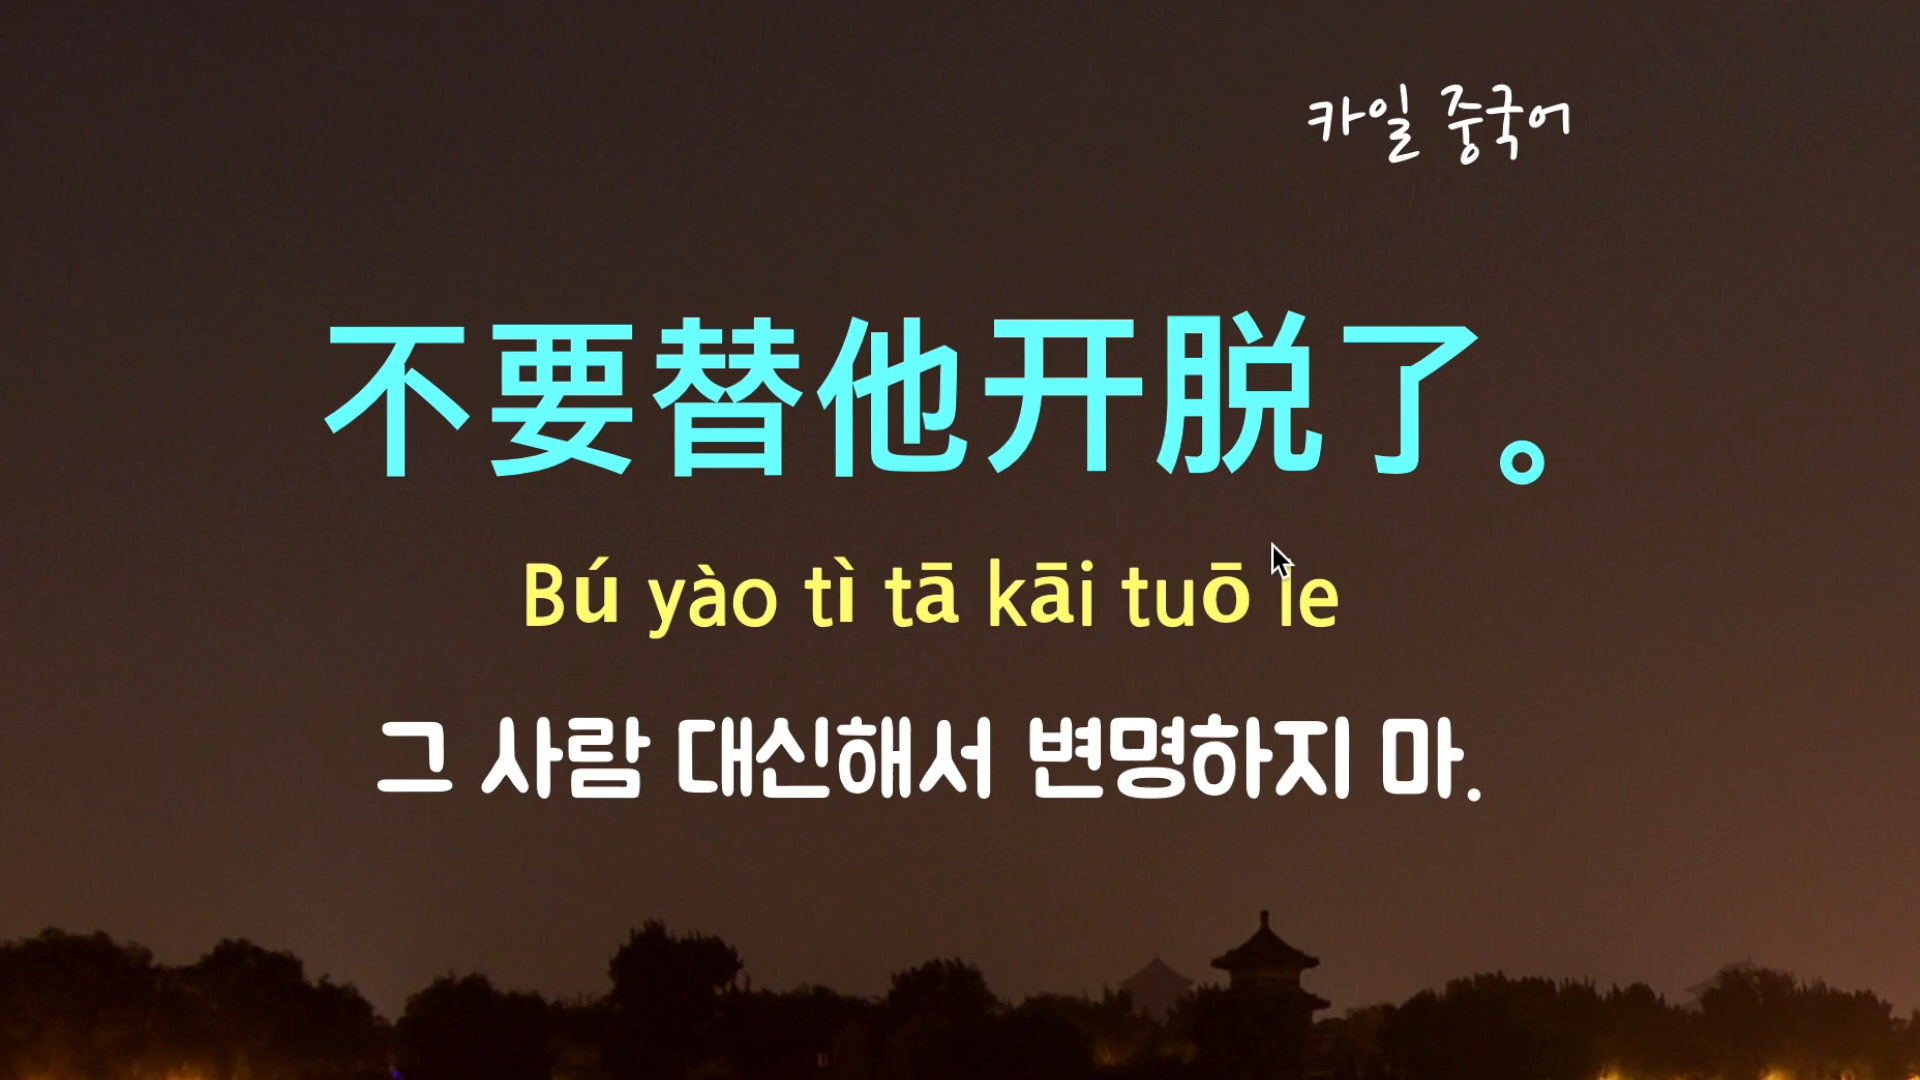 카일 중국어
不要替他开脱了。
Bú yào tì tā kāi tuō le
그 사람 대신해서 변명하지 마.